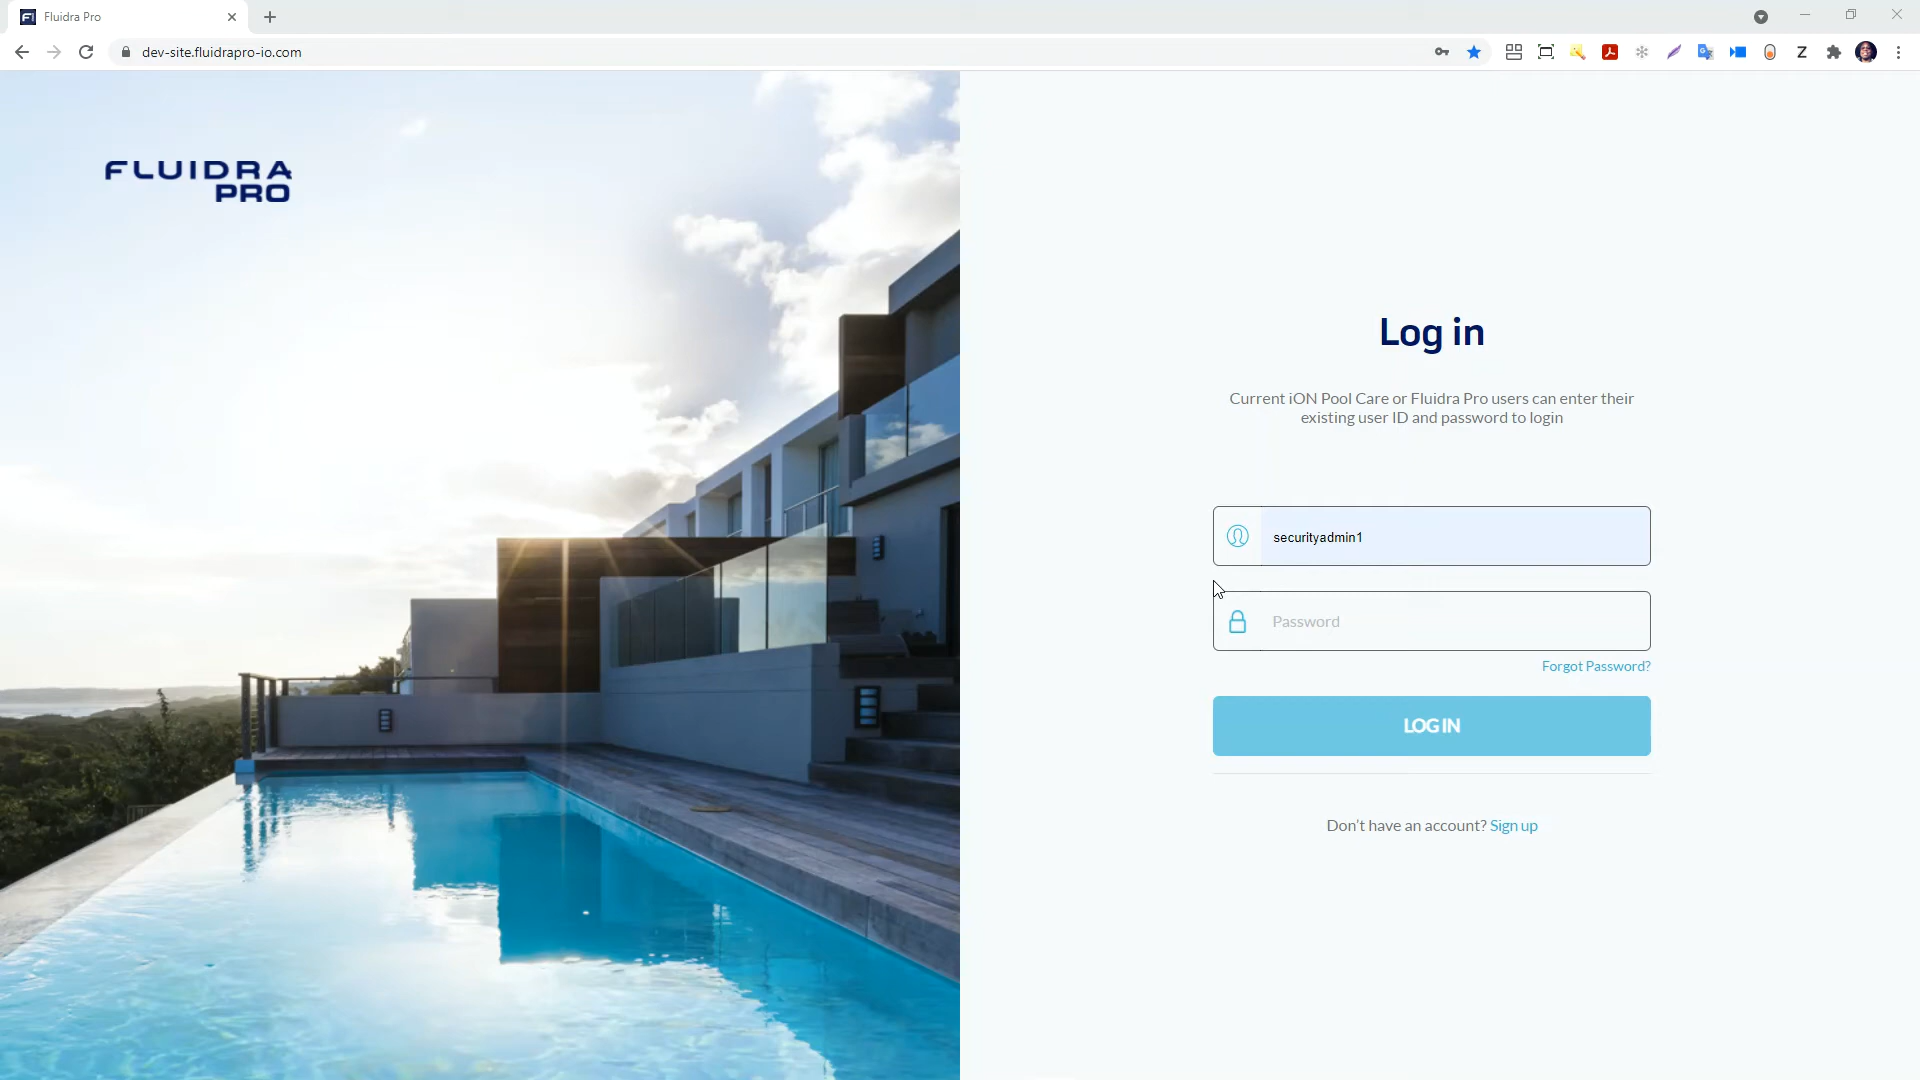 Fluidra Pro
dev-site.fluidrapro-io.com
FLUIDRA
PRO
Log in
Current iON Pool Care or Fluidra Pro users can enter their
existing user ID and password to login
securityadmin1
Password
Forgot Password?
LOG IN
Don't have an account? Sign up